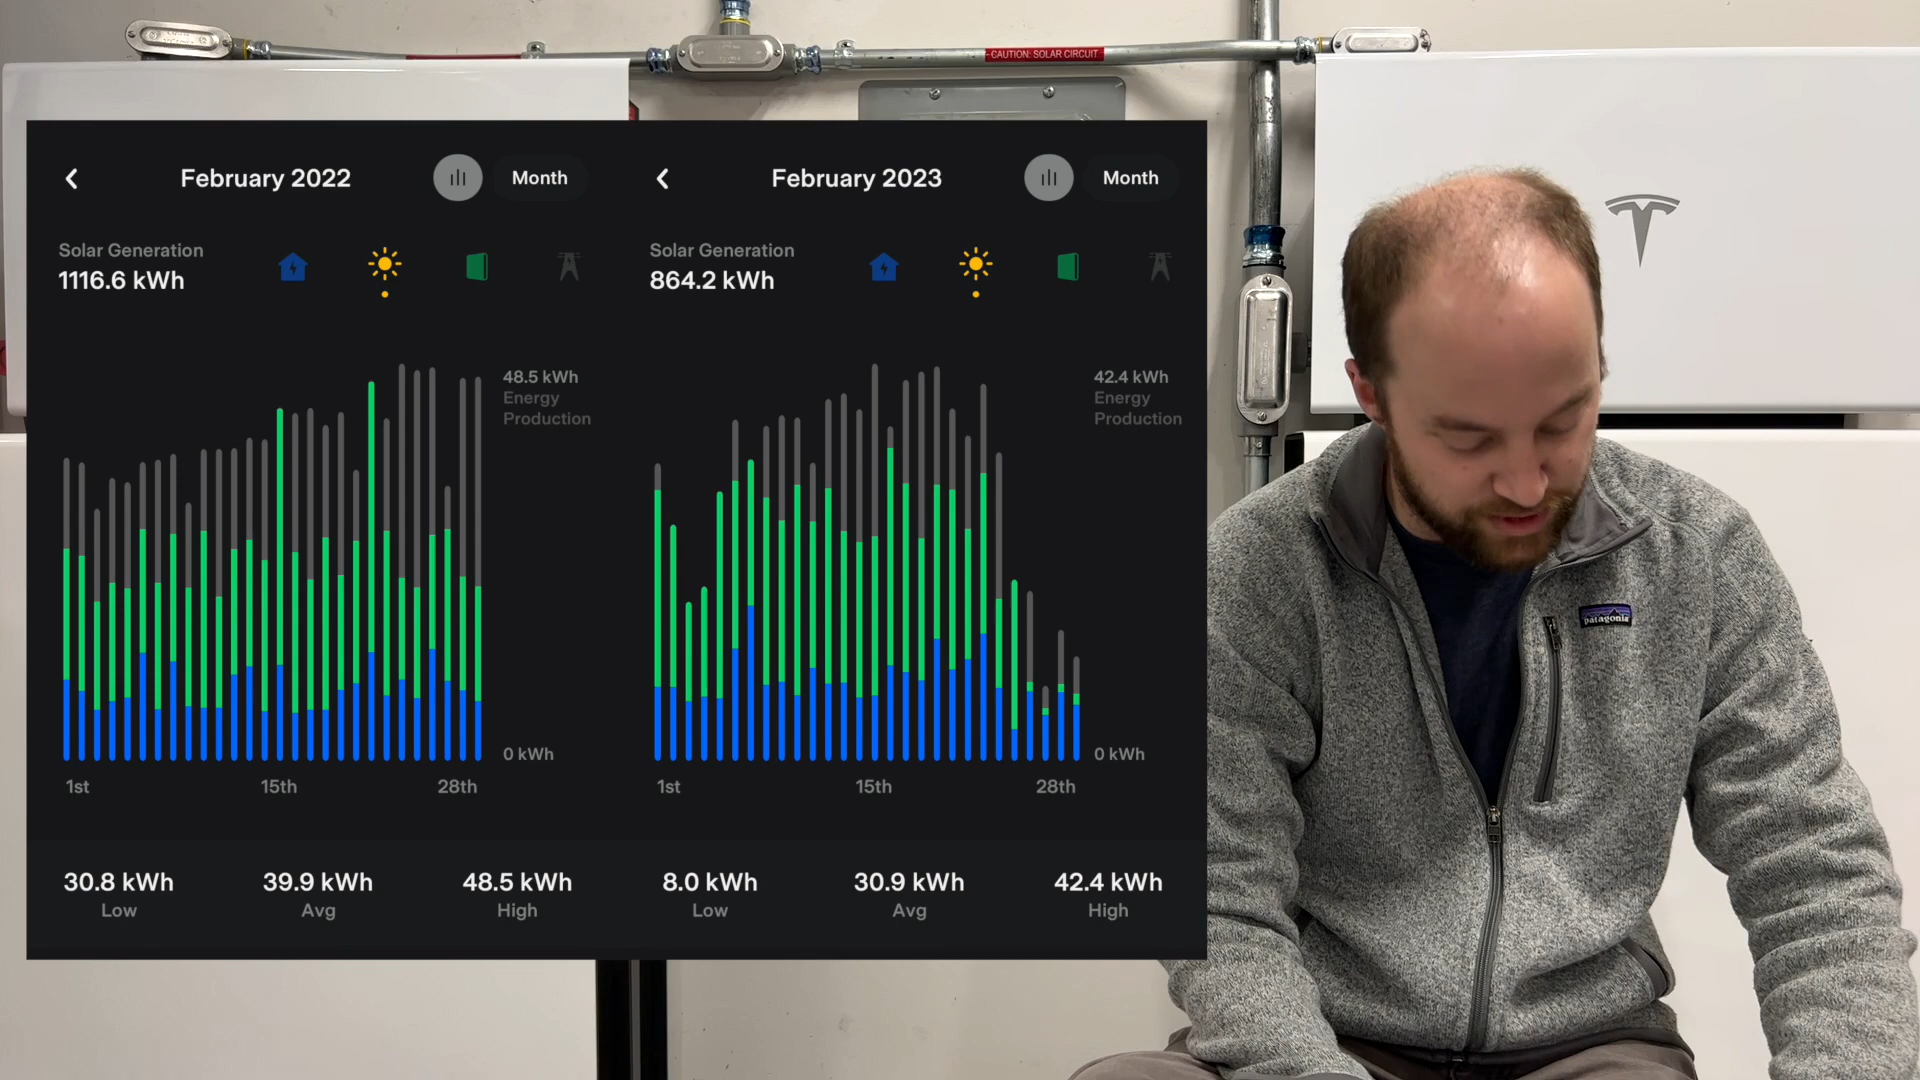 CAUTION: SOLAR CIRCUIT
February 2022
Month
Solar Generation
1116.6 kWh
48.5 kWh
Energy
Production
0 kWh
1st
15th
28th
30.8 kWh
39.9 kWh
48.5 kWh
Low
Avg
High
February 2023
Month
Solar Generation
864.2 kWh
42.4 kWh
Energy
Production
0 kWh
1st
15th
28th
8.0 kWh
30.9 kWh
42.4 kWh
Low
Avg
High
patagonia